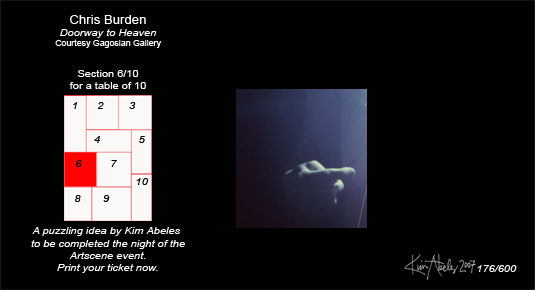 Chris Burden
Doorway to Heaven
Courtesy Gagosian Gallery
Section 6/10
for a table of 10
1 2 3
4 5
6 7
10
8 9
A puzzling idea by Kim Abeles
to be completed the night of the
Artscene event.
Print your ticket now.
Kim Abeles 2007 176/600